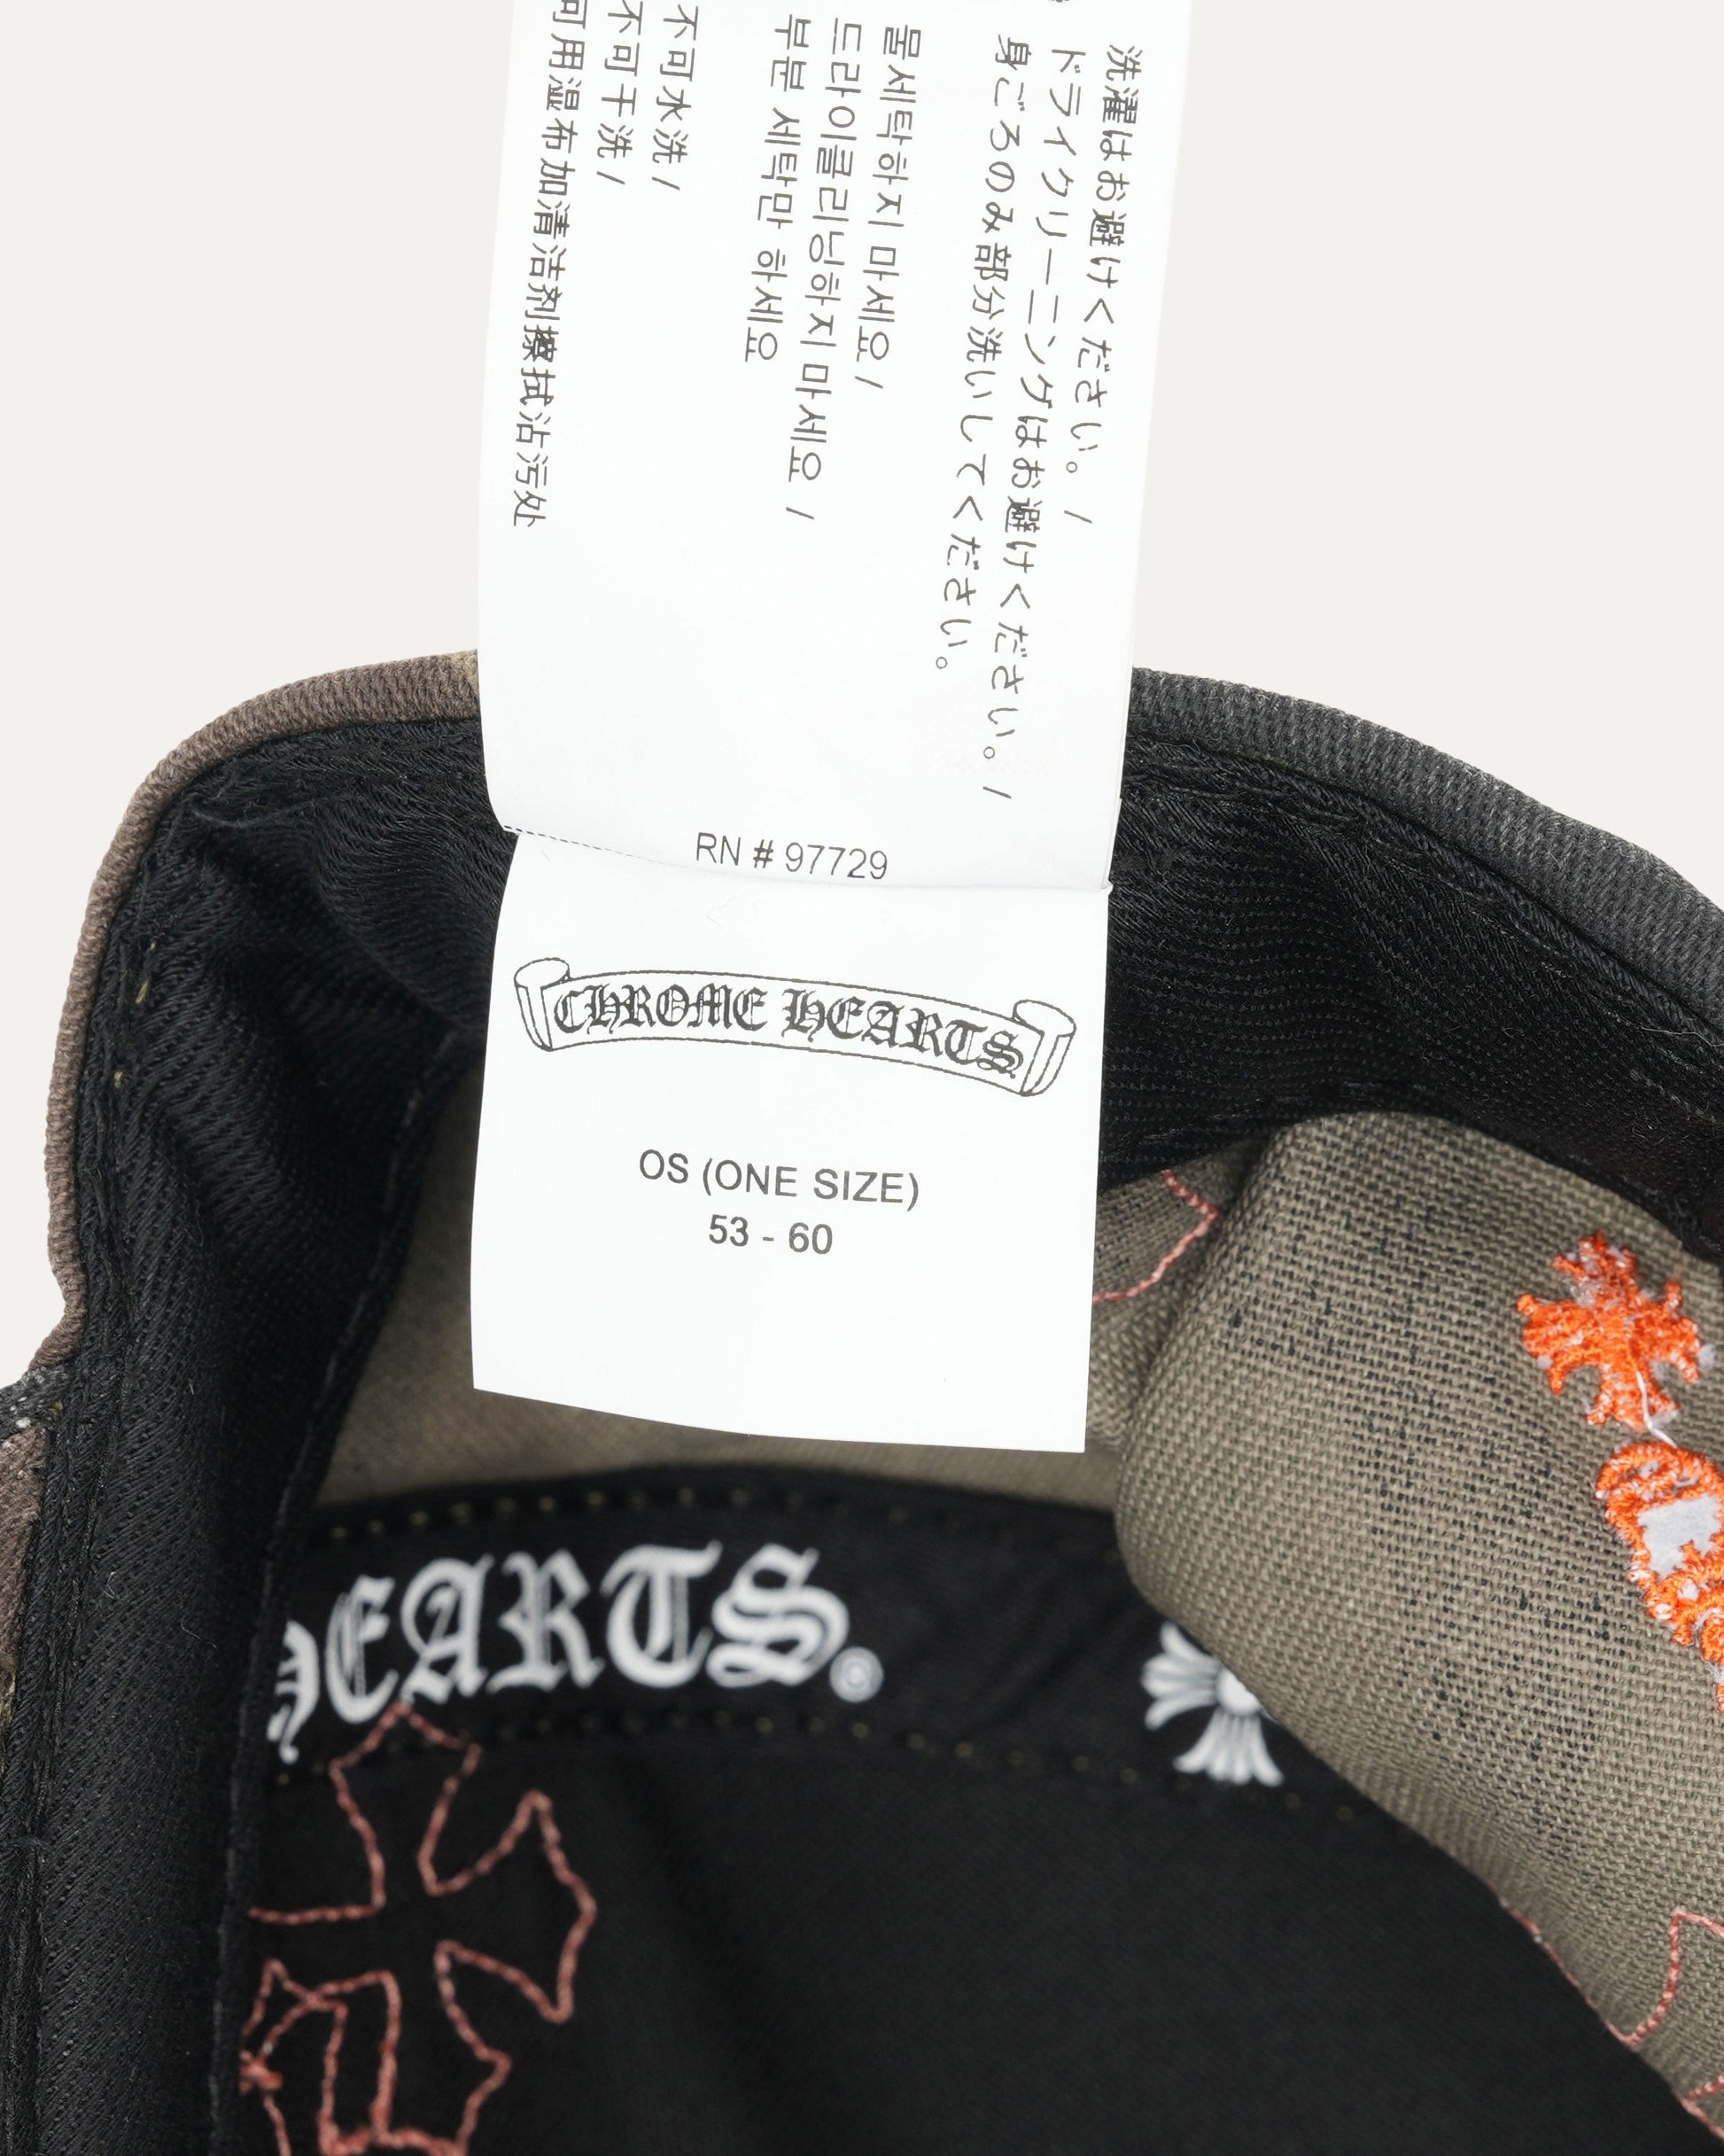 洗濯はお避けください。 /
ドライクリーニングはお避けください。 /
身ごろのみ部分洗いしてください。
물세탁하지 마세요 /
드라이클리닝하지 마세요 /
부분 세탁만 하세요
不可水洗 /
不可干洗 /
可用湿布加清洁剂擦拭沾污处
RN # 97729
CHROME HEARTS
OS (ONE SIZE)
53 - 60
HEARTS®